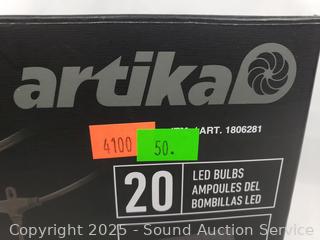 artika
/ART. 1806281
4100
50.
20
LED BULBS
AMPOULES DEL
BOMBILLAS LED
Copyright 2025 - Sound Auction Service